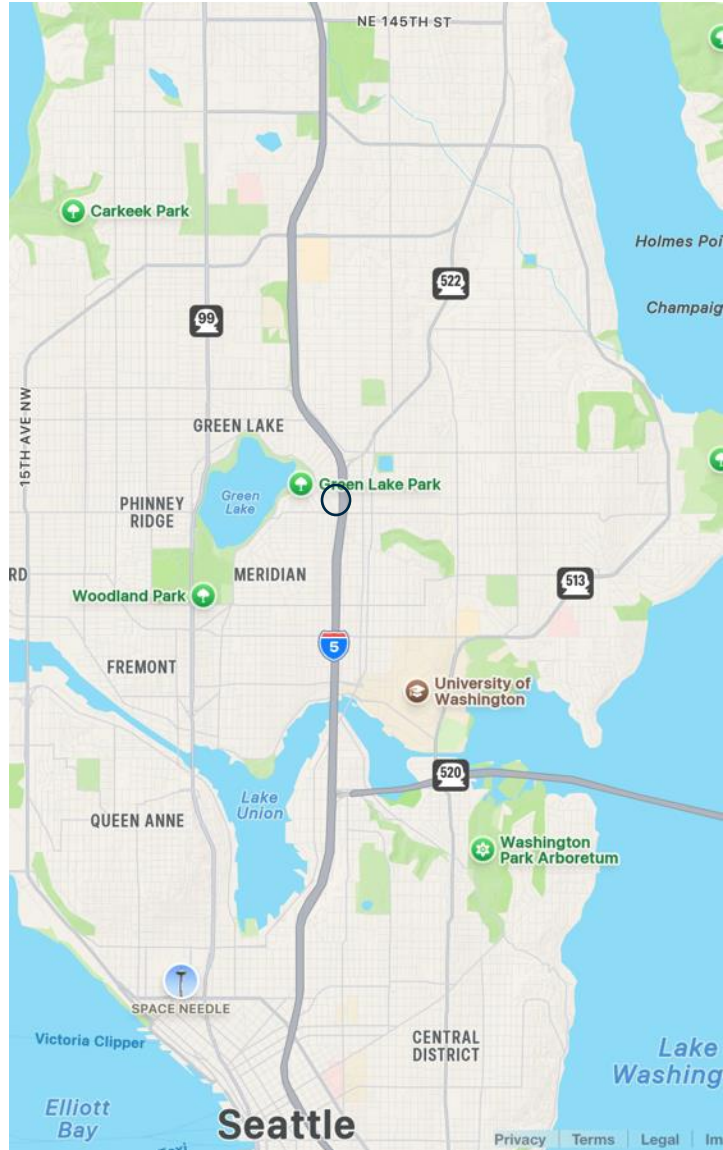 NE 145TH ST
Carkeek Park
Holmes Poi
522
99
Champaig
15TH AVE NW
GREEN LAKE
Green Lake Park
Green
Lake
PHINNEY
RIDGE
MERIDIAN
RD
513
Woodland Park
5
FREMONT
University of
Washington
520
Lake
Union
QUEEN ANNE
Washington
Park Arboretum
SPACE NEEDLE
Victoria Clipper
CENTRAL
DISTRICT
Lake
Washing
Elliott
Bay
Seattle
Privacy Terms Legal Im